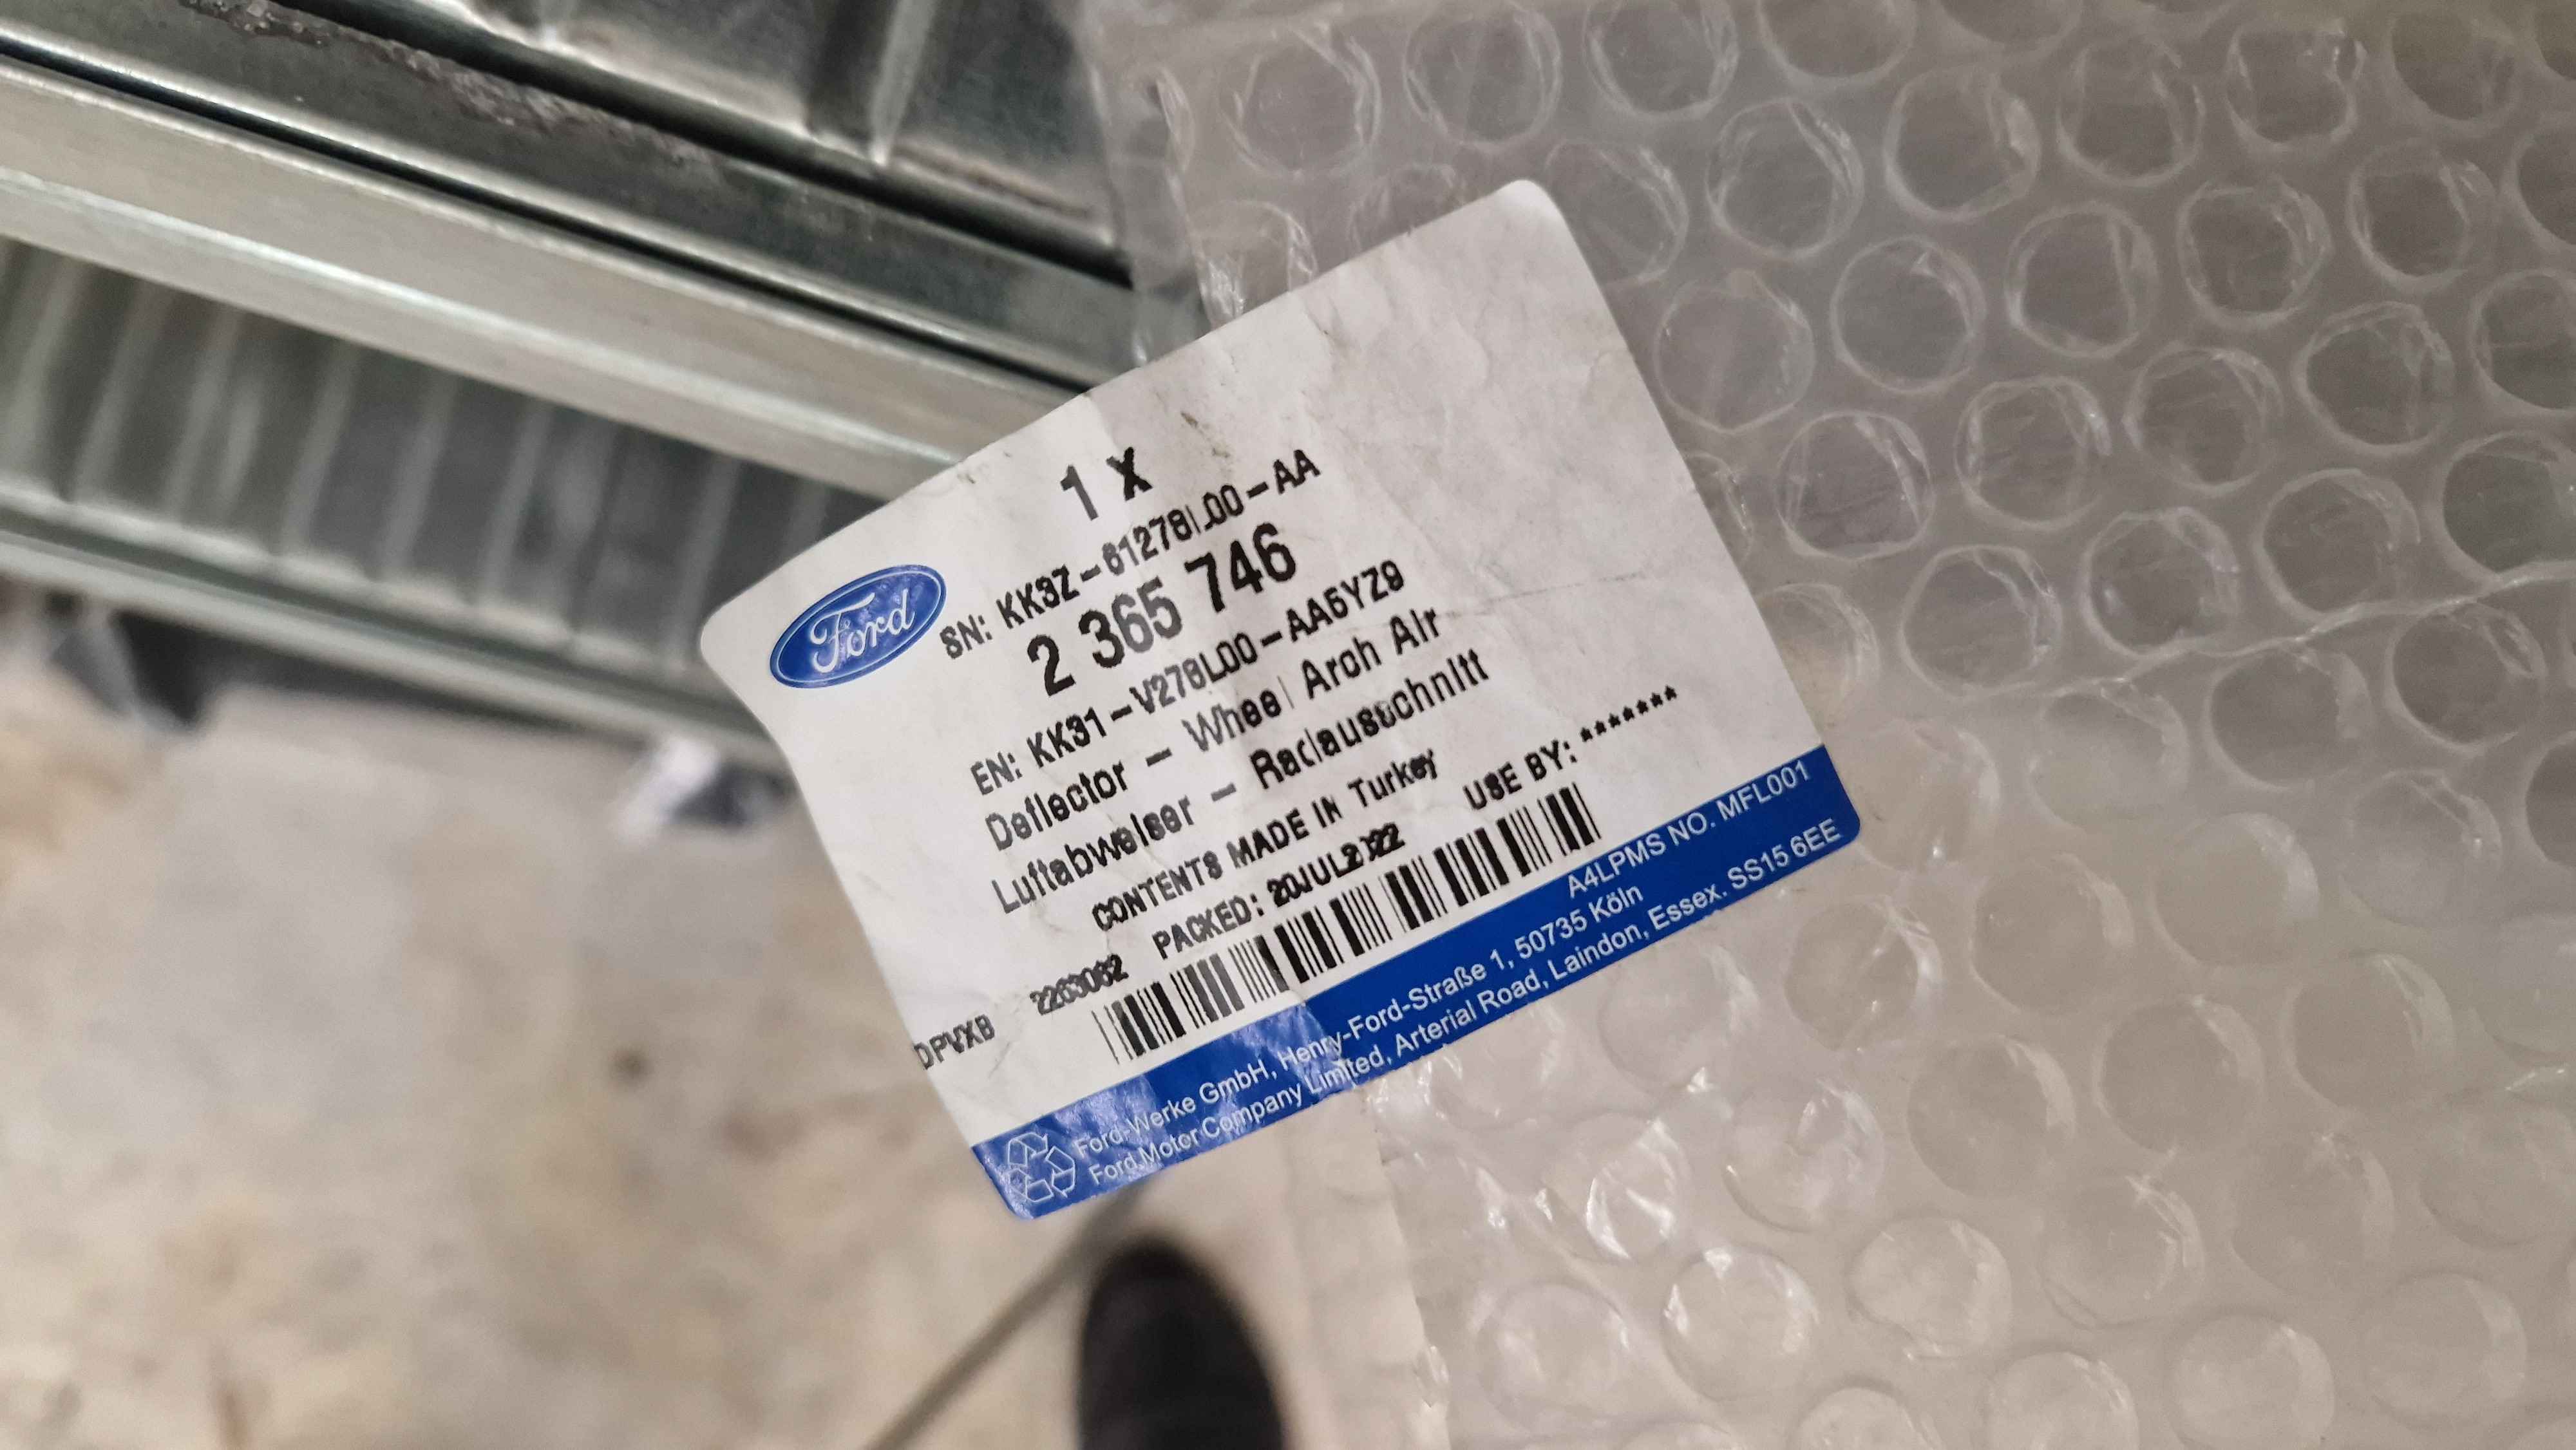 1 X
Ford
SN: KK3Z-61278L00-AA
2 365 746
EN: KK31-V278L00-AA5YZ9
Deflector - Wheel Arch Air
Luftabweiser - Radausschnitt
CONTENTS MADE IN Turkey
PACKED: 20JUL2022 USE BY: *******
DPVXB 2263062
A4LPMS NO. MFL001
Ford-Werke GmbH, Henry-Ford-Straße 1, 50735 Köln
Ford Motor Company Limited, Arterial Road, Laindon, Essex. SS15 6EE